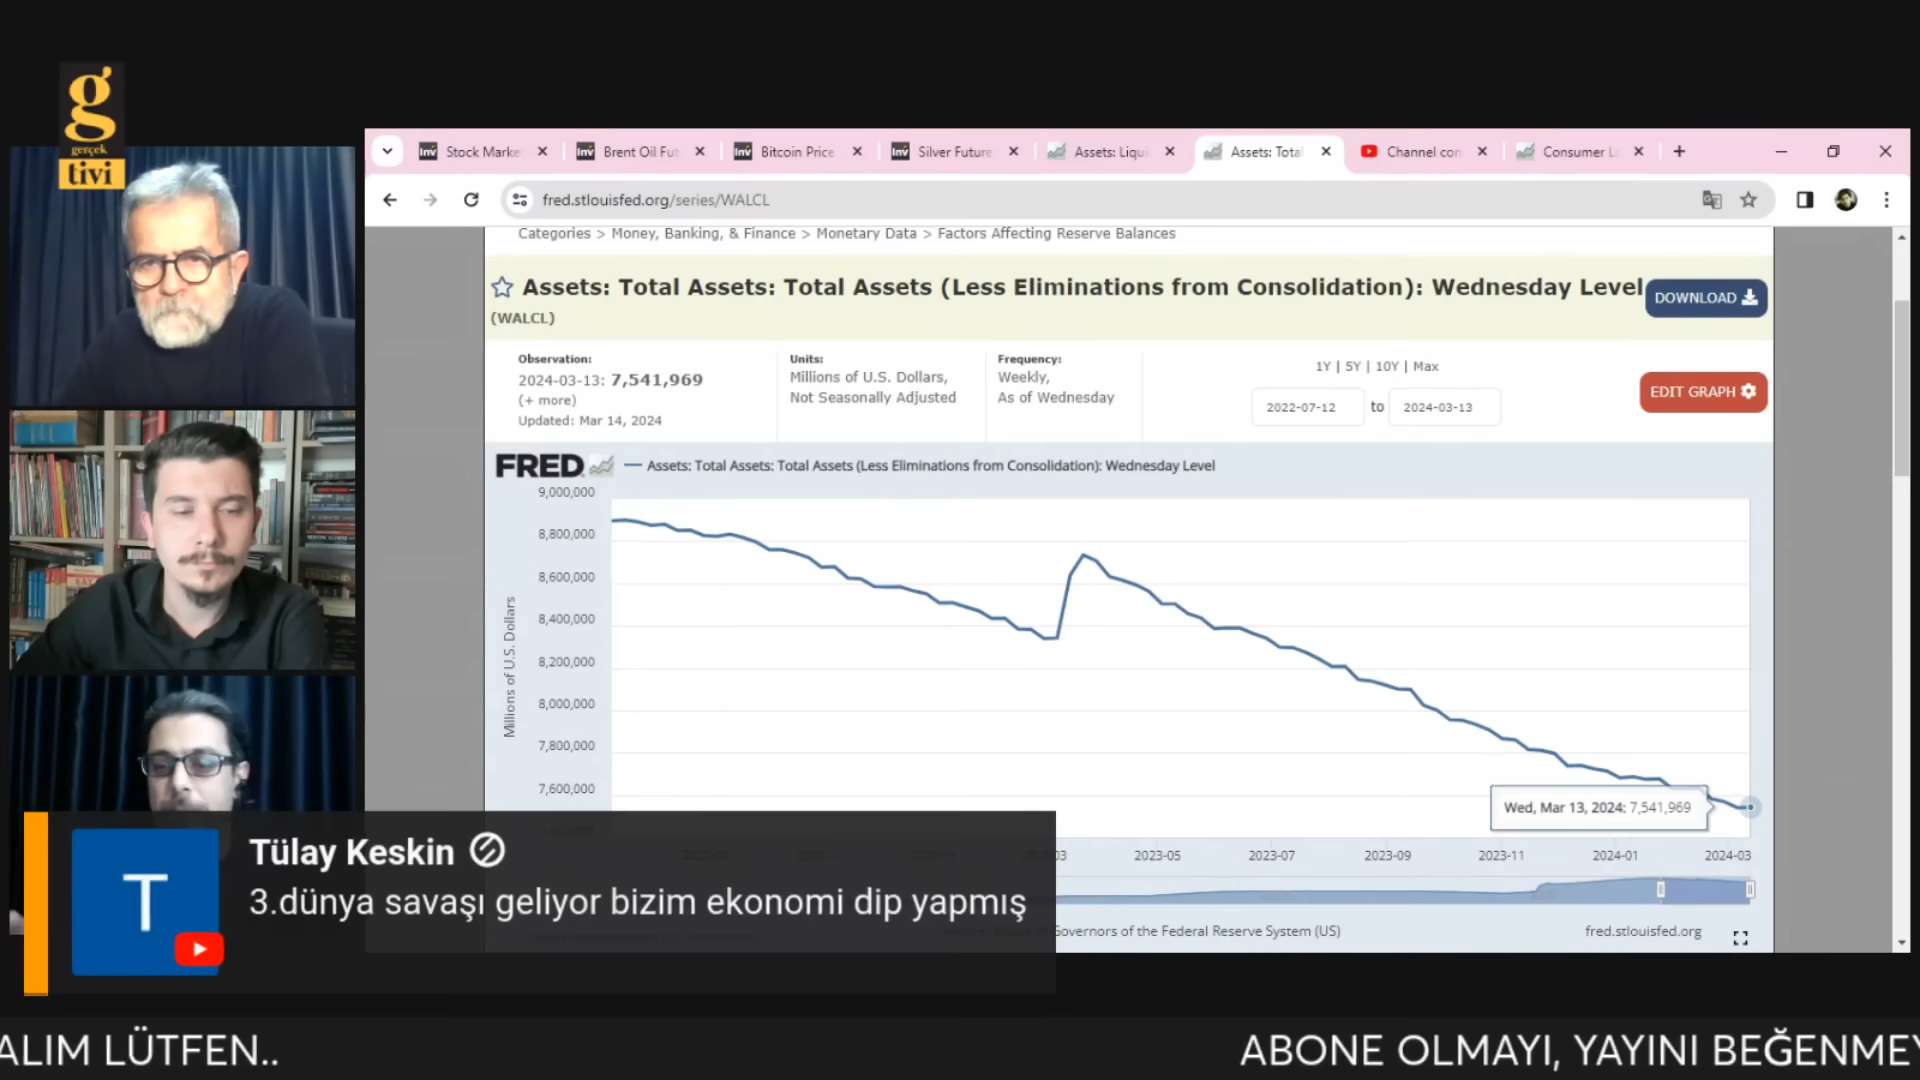 g
gerçek
tivi
Inv Stock Marke
Inv Brent Oil Fut
Inv Bitcoin Price
Inv Silver Future
Assets: Liqui
Assets: Total
Channel con
Consumer L
fred.stlouisfed.org/series/WALCL
Categories > Money, Banking, & Finance > Monetary Data > Factors Affecting Reserve Balances
Assets: Total Assets: Total Assets (Less Eliminations from Consolidation): Wednesday Level
(WALCL)
DOWNLOAD
Observation:
2024-03-13: 7,541,969
(+ more)
Updated: Mar 14, 2024
Units:
Millions of U.S. Dollars,
Not Seasonally Adjusted
Frequency:
Weekly,
As of Wednesday
1Y | 5Y | 10Y | Max
2022-07-12 to 2024-03-13
EDIT GRAPH
FRED
Assets: Total Assets: Total Assets (Less Eliminations from Consolidation): Wednesday Level
Millions of U.S. Dollars
9,000,000
8,800,000
8,600,000
8,400,000
8,200,000
8,000,000
7,800,000
7,600,000
Wed, Mar 13, 2024: 7,541,969
03 2023-05 2023-07 2023-09 2023-11 2024-01 2024-03
Governors of the Federal Reserve System (US)
fred.stlouisfed.org
T
Tülay Keskin
3.dünya savaşı geliyor bizim ekonomi dip yapmış
ALIM LÜTFEN..
ABONE OLMAYI, YAYINI BEĞENMEY